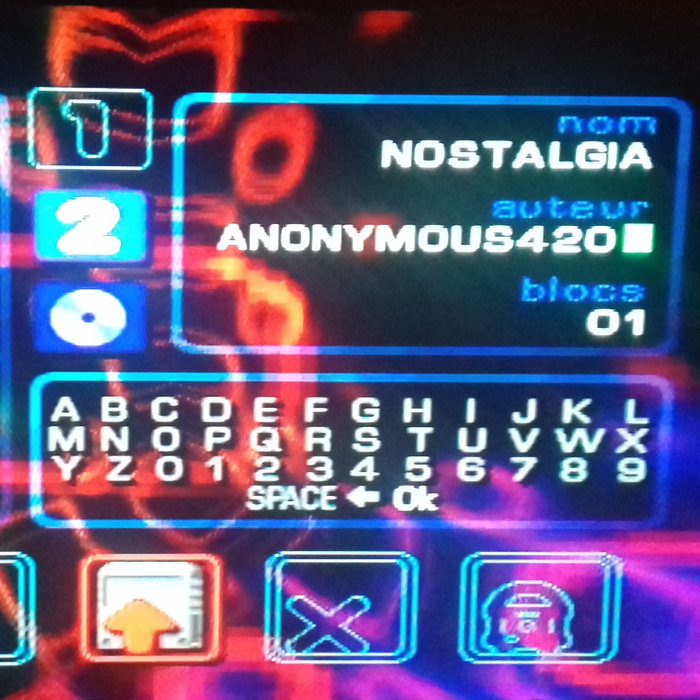 1
nom
NOSTALGIA
2
auteur
ANONYMOUS420
blocs
01
A B C D E F G H I J K L
M N O P Q R S T U V W X
Y Z 0 1 2 3 4 5 6 7 8 9
SPACE ← Ok